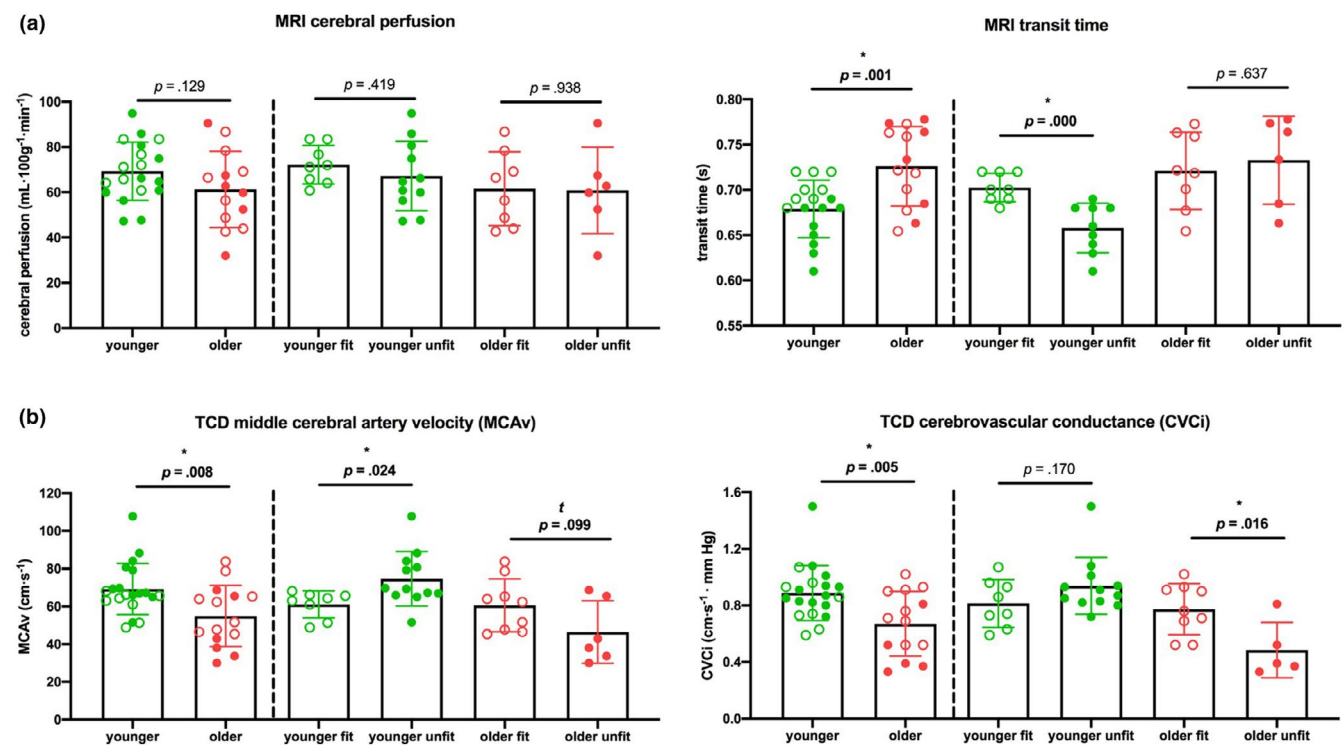 (a)
MRI cerebral perfusion
p = .129
p = .419
p = .938
cerebral perfusion (mL·100g⁻¹·min⁻¹)
100
80
60
40
20
0
younger
older
younger fit
younger unfit
older fit
older unfit
MRI transit time
*
p = .001
*
p = .000
p = .637
transit time (s)
0.80
0.75
0.70
0.65
0.60
0.55
younger
older
younger fit
younger unfit
older fit
older unfit
(b)
TCD middle cerebral artery velocity (MCAv)
*
p = .008
*
p = .024
t
p = .099
MCAv (cm·s⁻¹)
120
100
80
60
40
20
0
younger
older
younger fit
younger unfit
older fit
older unfit
TCD cerebrovascular conductance (CVCi)
*
p = .005
p = .170
*
p = .016
CVCi (cm·s⁻¹ · mm Hg)
1.6
1.2
0.8
0.4
0.0
younger
older
younger fit
younger unfit
older fit
older unfit